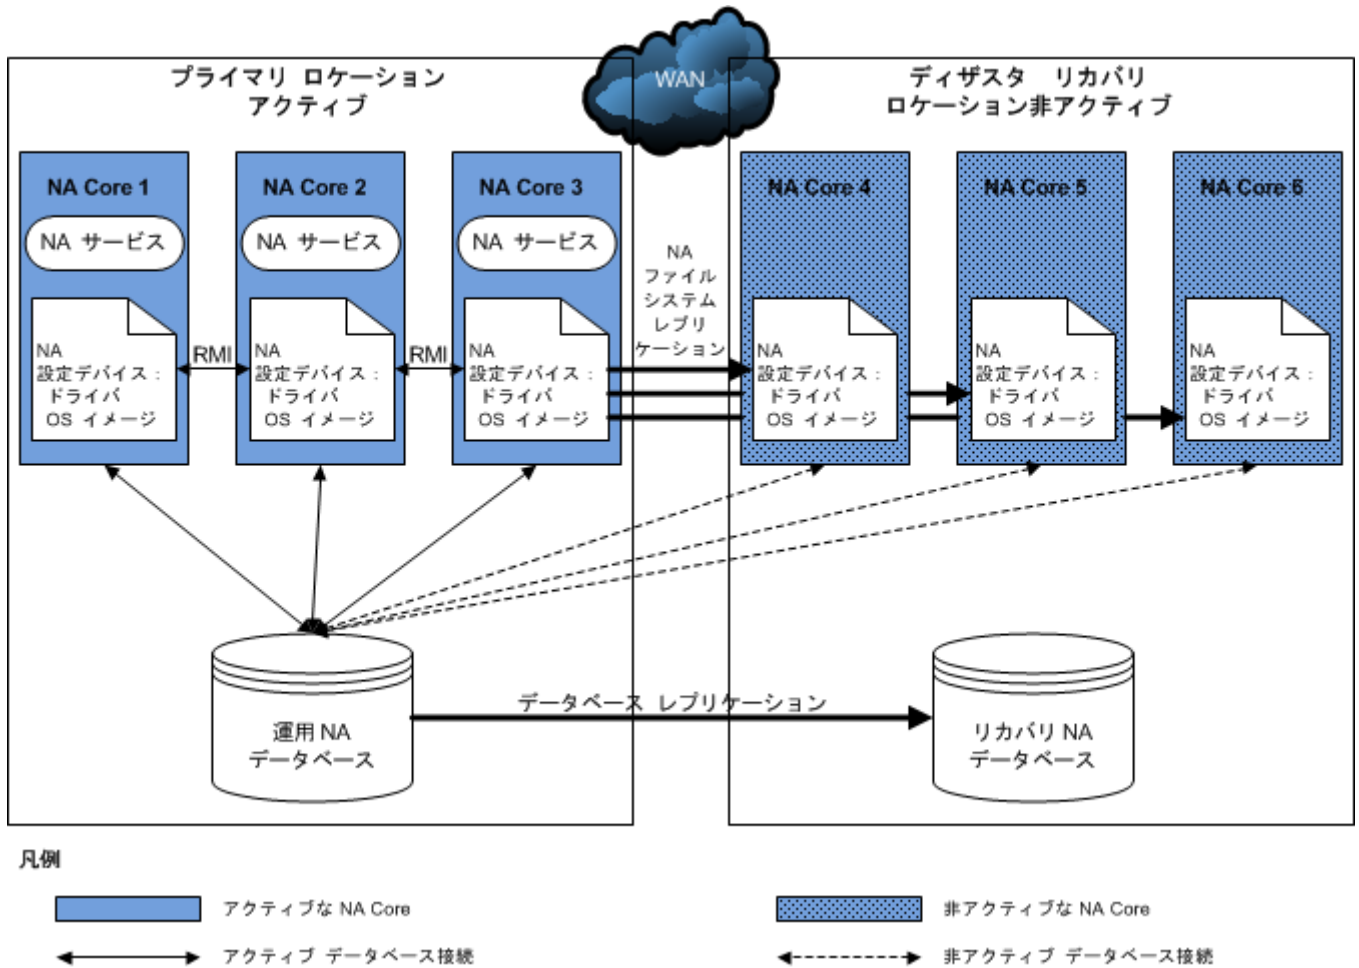 WAN
プライマリ ロケーション
アクティブ
ディザスタ リカバリ
ロケーション非アクティブ
NA Core 1
NA サービス
NA
設定デバイス：
ドライバ
OS イメージ
RMI
NA Core 2
NA サービス
NA
設定デバイス：
ドライバ
OS イメージ
RMI
NA Core 3
NA サービス
NA
設定デバイス：
ドライバ
OS イメージ
NA
ファイル
システム
レプリ
ケーション
NA Core 4
NA
設定デバイス：
ドライバ
OS イメージ
NA Core 5
NA
設定デバイス：
ドライバ
OS イメージ
NA Core 6
NA
設定デバイス：
ドライバ
OS イメージ
データベース レプリケーション
運用 NA
データベース
リカバリ NA
データベース
凡例
アクティブな NA Core
非アクティブな NA Core
アクティブ データベース接続
非アクティブ データベース接続